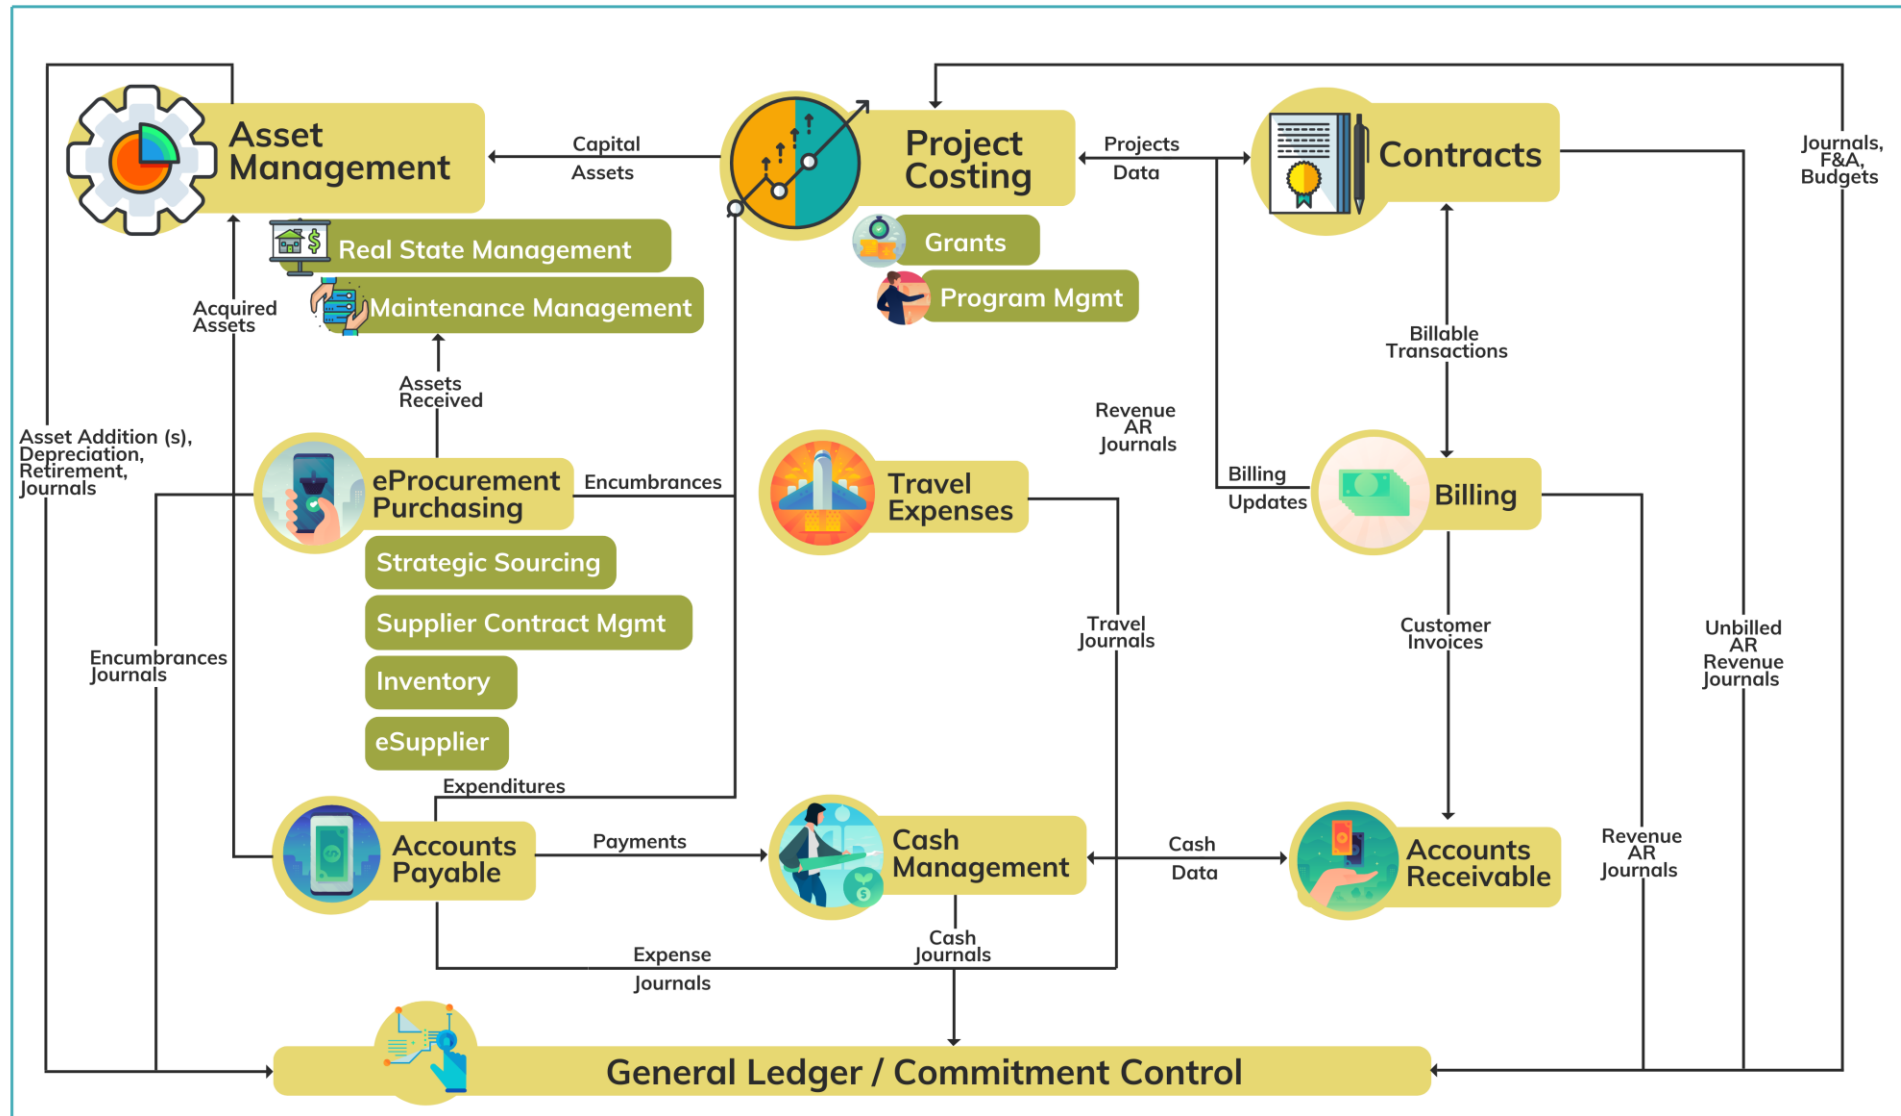 Asset
Management
Capital
Assets
Project
Costing
Projects
Data
Contracts
Journals,
F&A,
Budgets
Real State Management
Maintenance Management
Grants
Program Mgmt
Acquired
Assets
Assets
Received
Billable
Transactions
Asset Addition (s),
Depreciation,
Retirement,
Journals
eProcurement
Purchasing
Encumbrances
Strategic Sourcing
Supplier Contract Mgmt
Inventory
eSupplier
Travel
Expenses
Revenue
AR
Journals
Billing
Updates
Billing
Encumbrances
Journals
Travel
Journals
Customer
Invoices
Unbilled
AR
Revenue
Journals
Expenditures
Accounts
Payable
Payments
Cash
Management
Cash
Data
Accounts
Receivable
Revenue
AR
Journals
Expense
Journals
Cash
Journals
General Ledger / Commitment Control